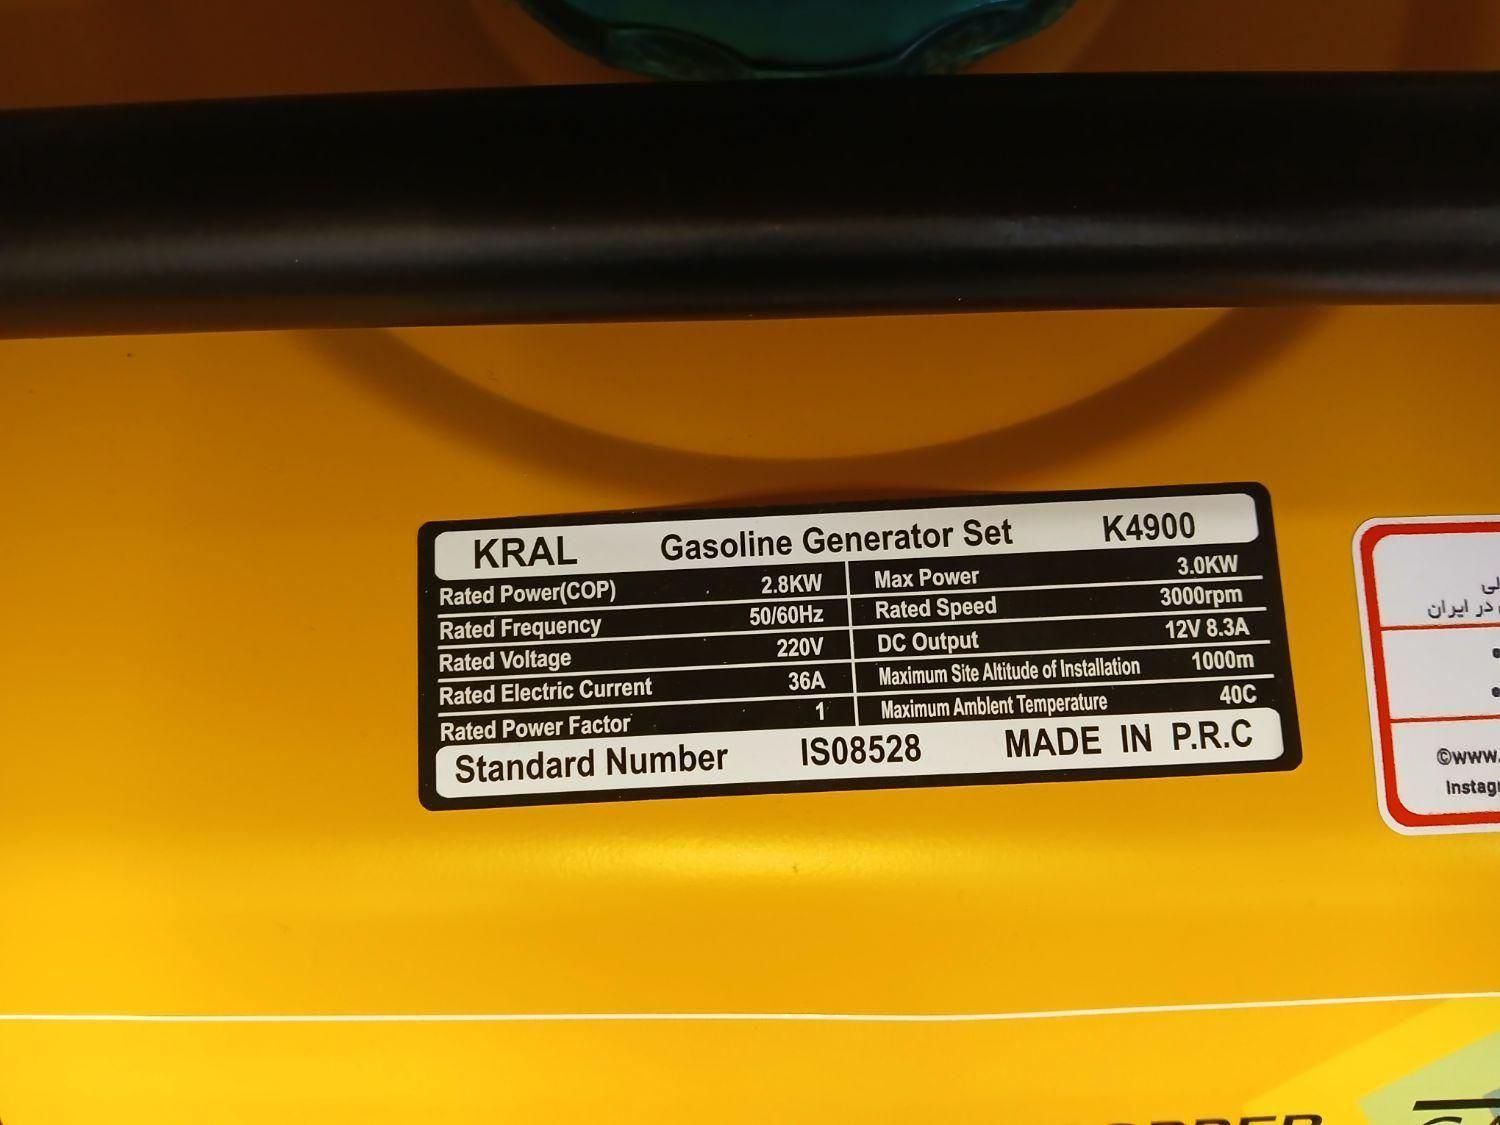 KRAL Gasoline Generator Set K4900
Rated Power(COP) 2.8KW Max Power 3.0KW
Rated Frequency 50/60Hz Rated Speed 3000rpm
Rated Voltage 220V DC Output 12V 8.3A
Rated Electric Current 36A Maximum Site Altitude of Installation 1000m
Rated Power Factor 1 Maximum Amblent Temperature 40C
Standard Number IS08528 MADE IN P.R.C
در ایران
©www.
Instag